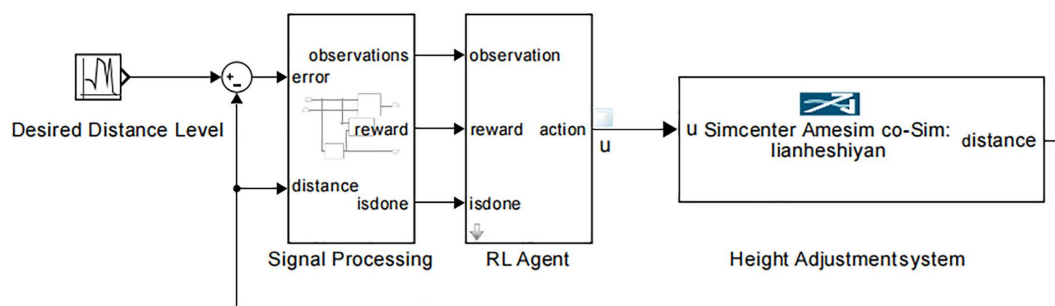 Desired Distance Level
observations
error
reward
distance
isdone
Signal Processing
observation
reward
action
isdone
RL Agent
u
u
Simcenter Amesim co-Sim:
lianheshiyan
distance
Height Adjustmentsystem